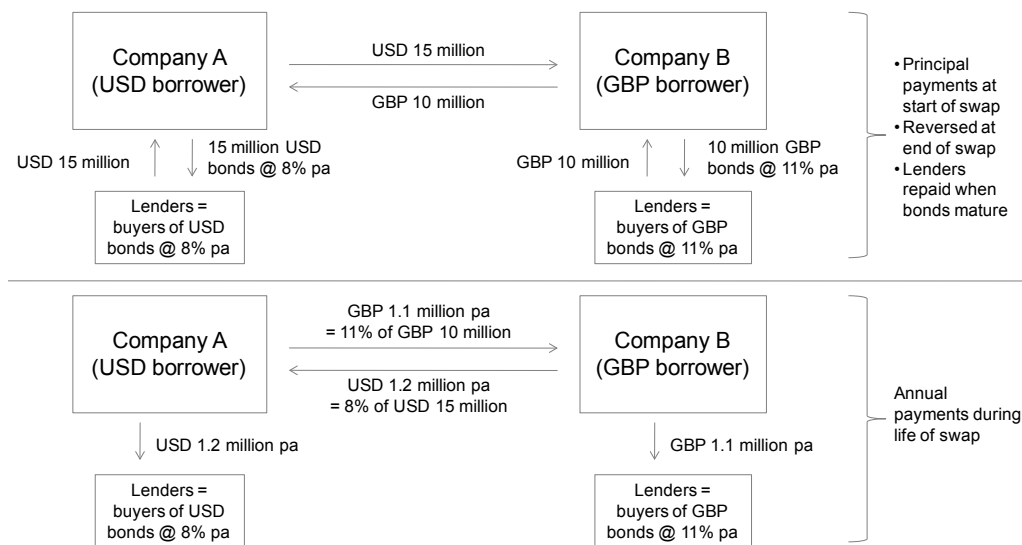 Company A
(USD borrower)
USD 15 million
GBP 10 million
Company B
(GBP borrower)
USD 15 million
15 million USD
bonds @ 8% pa
GBP 10 million
10 million GBP
bonds @ 11% pa
Lenders =
buyers of USD
bonds @ 8% pa
Lenders =
buyers of GBP
bonds @ 11% pa
• Principal
payments at
start of swap
• Reversed at
end of swap
• Lenders
repaid when
bonds mature
Company A
(USD borrower)
GBP 1.1 million pa
= 11% of GBP 10 million
USD 1.2 million pa
= 8% of USD 15 million
Company B
(GBP borrower)
USD 1.2 million pa
GBP 1.1 million pa
Lenders =
buyers of USD
bonds @ 8% pa
Lenders =
buyers of GBP
bonds @ 11% pa
Annual
payments during
life of swap